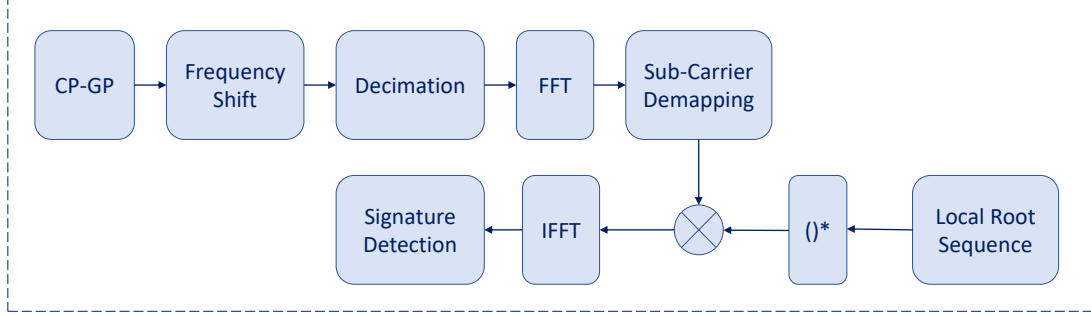 CP-GP
Frequency
Shift
Decimation
FFT
Sub-Carrier
Demapping
Signature
Detection
IFFT
()*
Local Root
Sequence